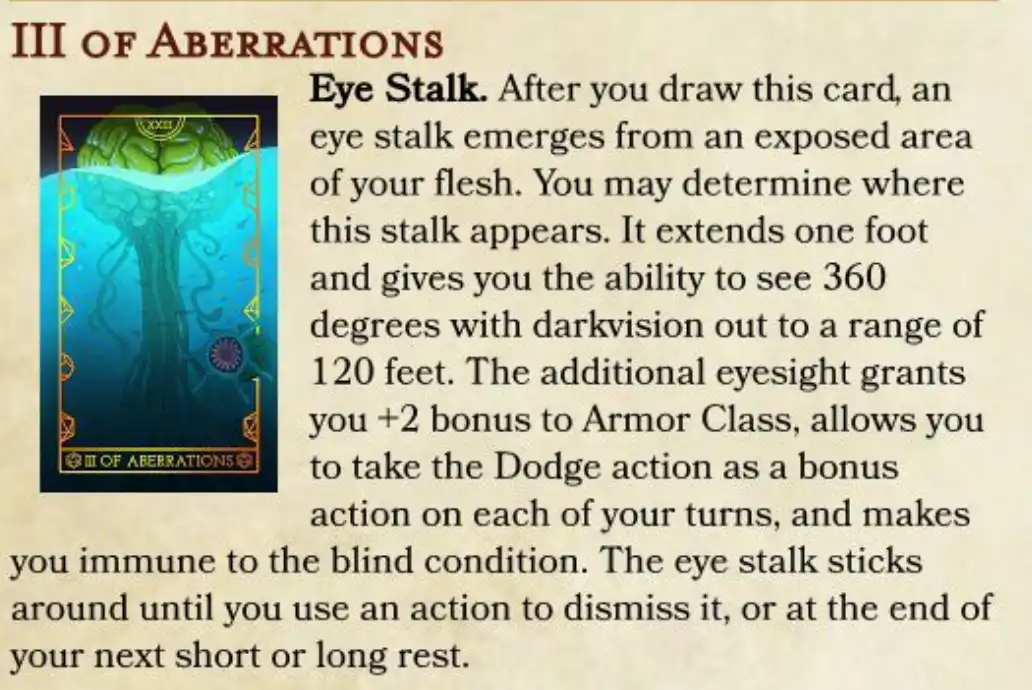 III of Aberrations
Eye Stalk. After you draw this card, an
eye stalk emerges from an exposed area
of your flesh. You may determine where
this stalk appears. It extends one foot
and gives you the ability to see 360
degrees with darkvision out to a range of
120 feet. The additional eyesight grants
you +2 bonus to Armor Class, allows you
to take the Dodge action as a bonus
action on each of your turns, and makes
you immune to the blind condition. The eye stalk sticks
around until you use an action to dismiss it, or at the end of
your next short or long rest.
XXIII
III OF ABERRATIONS